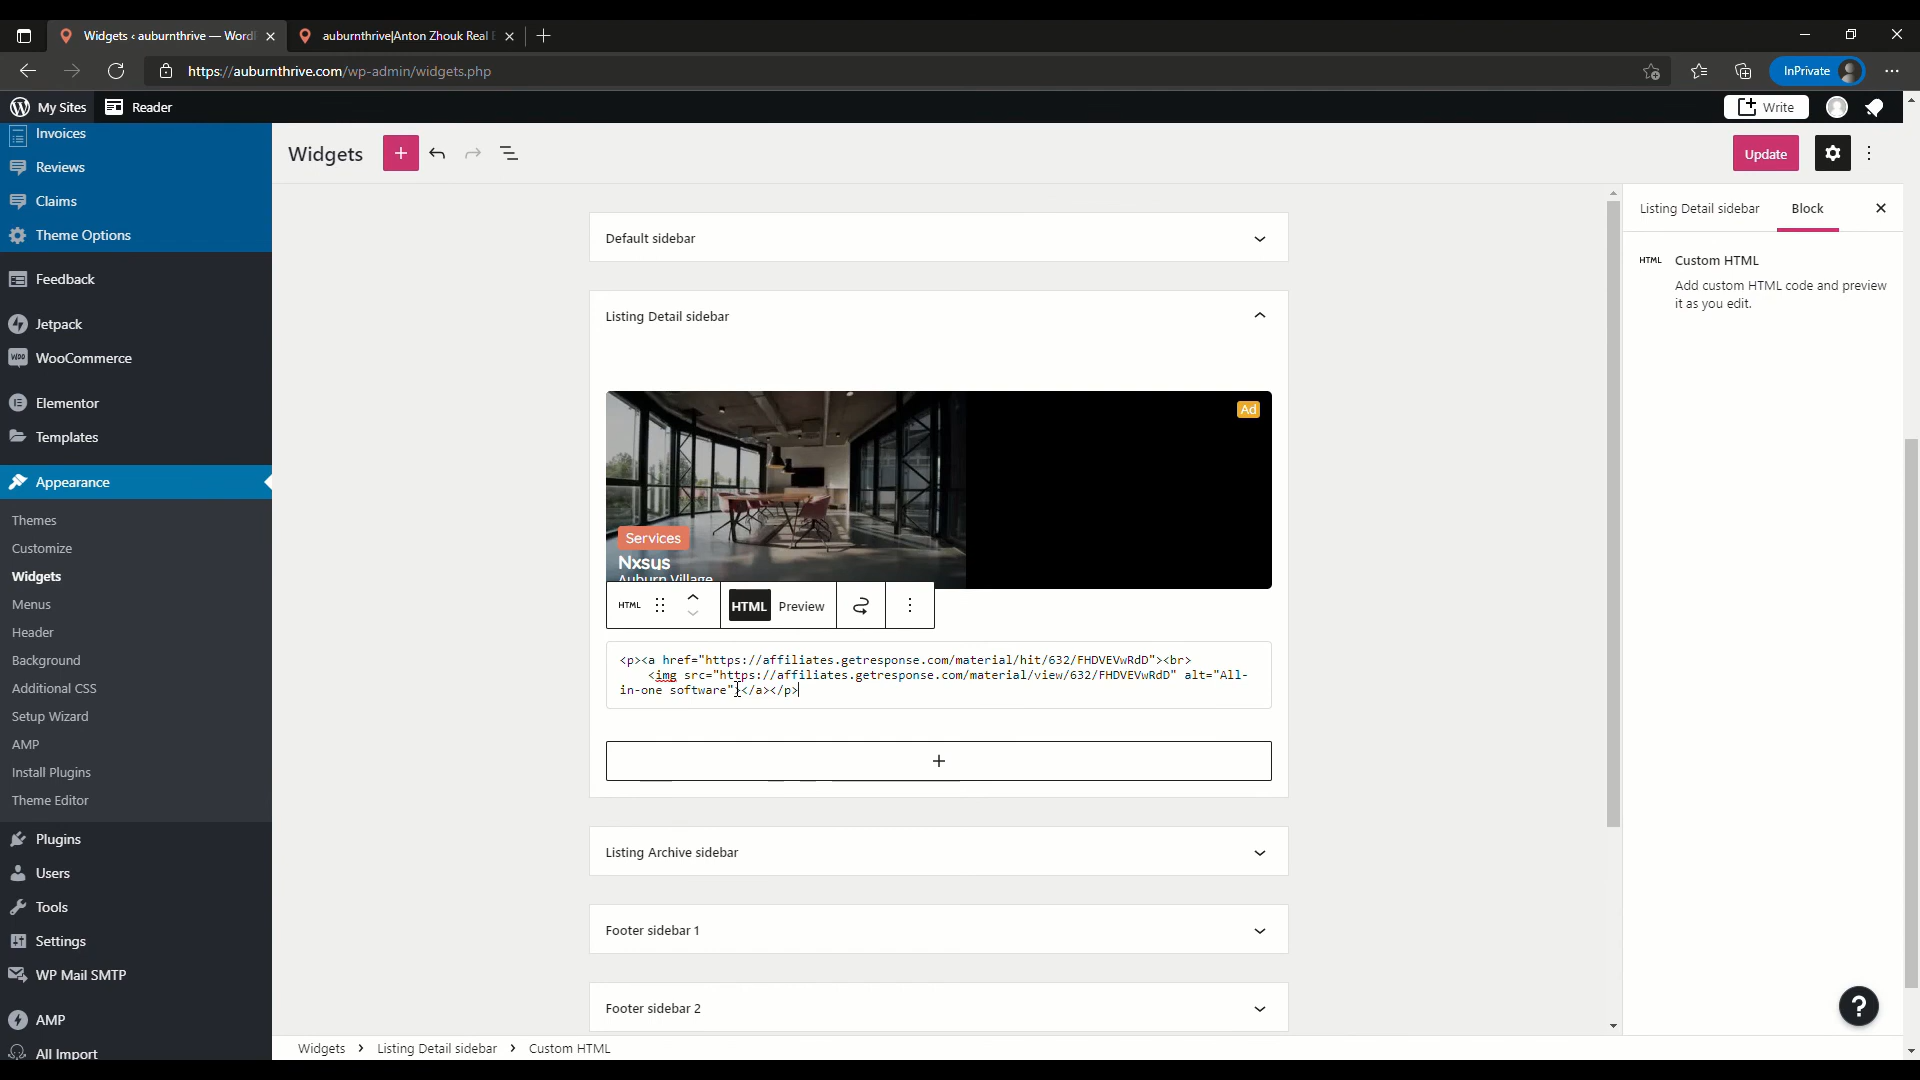 Widgets ‹ auburnthrive — Word
auburnthrive|Anton Zhouk Real E
https://auburnthrive.com/wp-admin/widgets.php
InPrivate
My Sites
Reader
Write
Invoices
Reviews
Claims
Theme Options
Feedback
Jetpack
WooCommerce
Elementor
Templates
Appearance
Themes
Customize
Widgets
Menus
Header
Background
Additional CSS
Setup Wizard
AMP
Install Plugins
Theme Editor
Plugins
Users
Tools
Settings
WP Mail SMTP
AMP
All Import
Widgets
Update
Default sidebar
Listing Detail sidebar
Ad
Services
Nxsus
Auburn Village
HTML
HTML
Preview
<p><a href="https://affiliates.getresponse.com/material/hit/632/FHDVEVwRdD"><br>
<img src="https://affiliates.getresponse.com/material/view/632/FHDVEVwRdD" alt="All-
in-one software"></a></p>
Listing Archive sidebar
Footer sidebar 1
Footer sidebar 2
Widgets > Listing Detail sidebar > Custom HTML
Listing Detail sidebar
Block
HTML
Custom HTML
Add custom HTML code and preview
it as you edit.